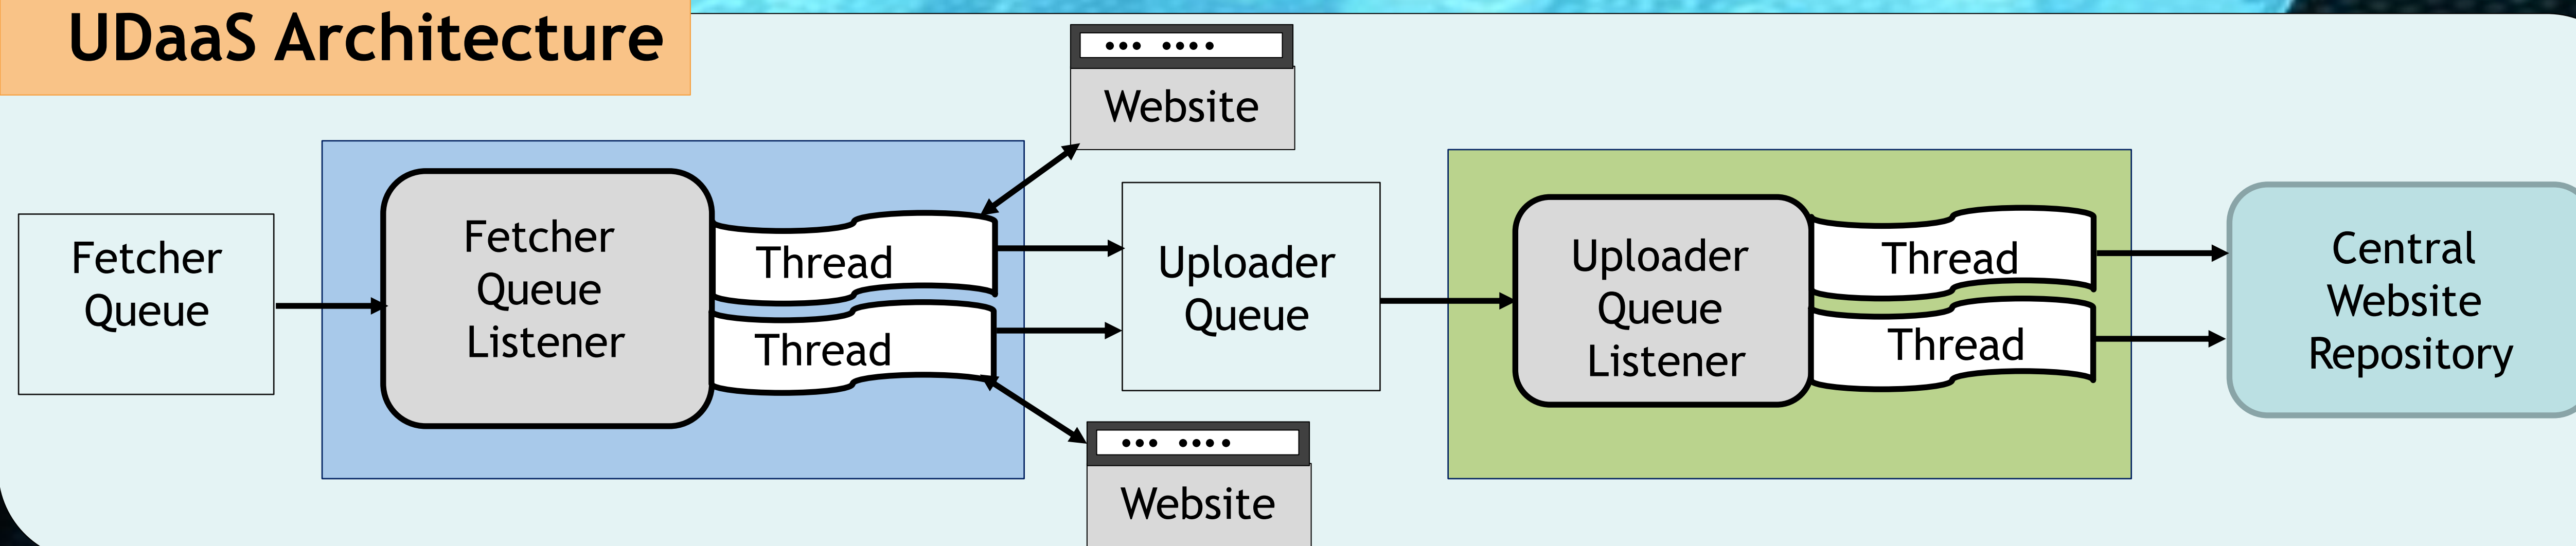 UDaaS Architecture
Website
Fetcher
Queue
Fetcher
Queue
Listener
Thread
Thread
Uploader
Queue
Website
Uploader
Queue
Listener
Thread
Thread
Central
Website
Repository